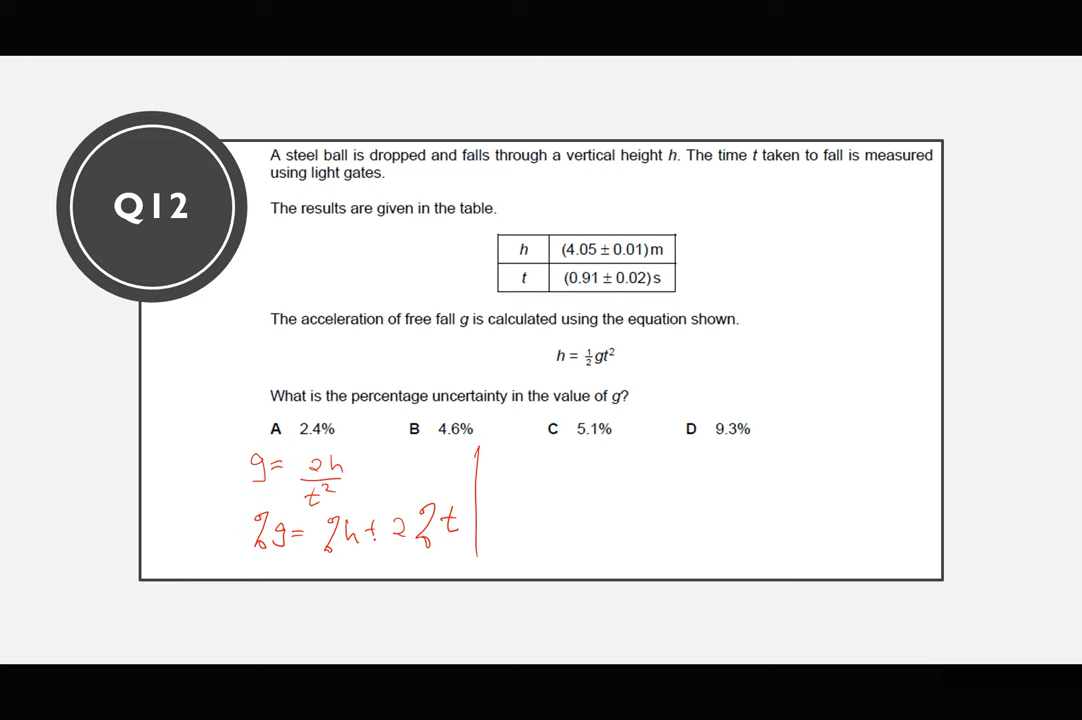 Q12
A steel ball is dropped and falls through a vertical height h. The time t taken to fall is measured
using light gates.
The results are given in the table.
h (4.05 ± 0.01) m
t (0.91 ± 0.02) s
The acceleration of free fall g is calculated using the equation shown.
h = ½gt²
What is the percentage uncertainty in the value of g?
A 2.4% B 4.6% C 5.1% D 9.3%
g = 2h / t²
%g = %h + 2 %t